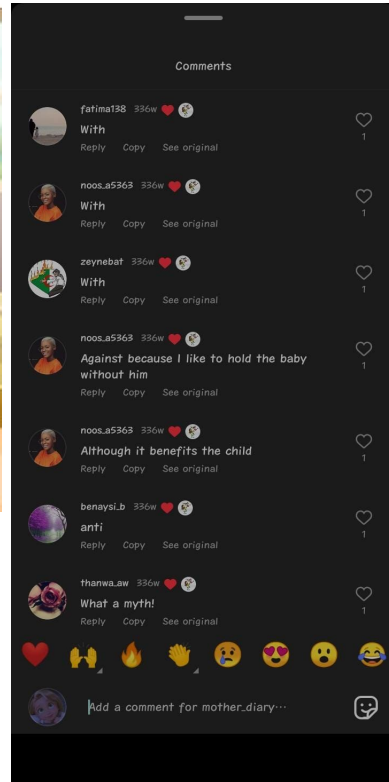 Comments
fatima138 336w
With
Reply Copy See original
1
noos_a5363 336w
With
Reply Copy See original
1
zeynebat 336w
With
Reply Copy See original
1
noos_a5363 336w
Against because I like to hold the baby
without him
Reply Copy See original
1
noos_a5363 336w
Although it benefits the child
Reply Copy See original
1
benaysi_b 336w
anti
Reply Copy See original
1
thanwa_aw 336w
What a myth!
Reply Copy See original
1
Add a comment for mother_diary...